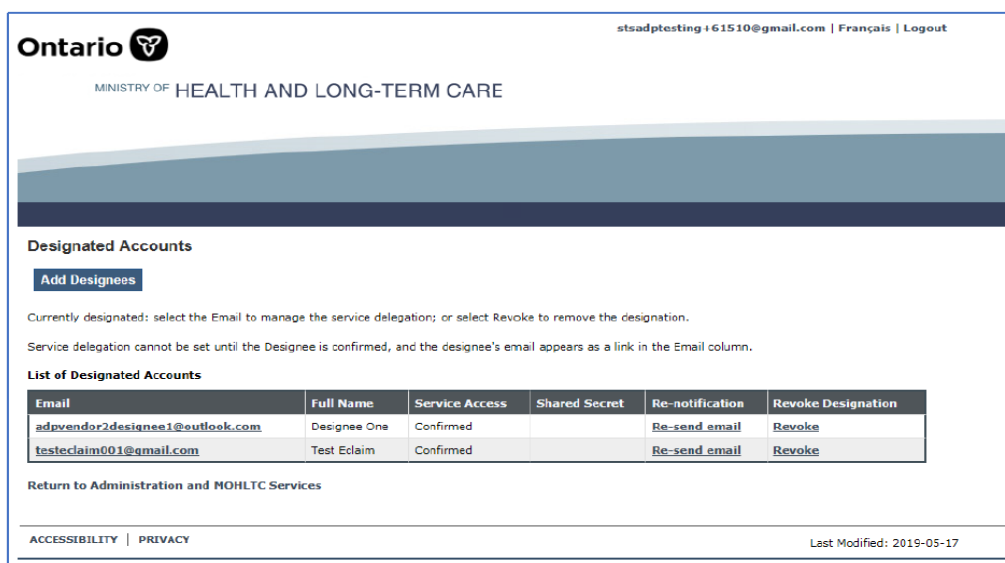 stsadptesting+61510@gmail.com | Français | Logout
Ontario
MINISTRY OF HEALTH AND LONG-TERM CARE
Designated Accounts
Add Designees
Currently designated: select the Email to manage the service delegation; or select Revoke to remove the designation.
Service delegation cannot be set until the Designee is confirmed, and the designee's email appears as a link in the Email column.
List of Designated Accounts
Email Full Name Service Access Shared Secret Re-notification Revoke Designation
adpvendor2designee1@outlook.com Designee One Confirmed Re-send email Revoke
testeclaim001@gmail.com Test Eclaim Confirmed Re-send email Revoke
Return to Administration and MOHLTC Services
ACCESSIBILITY | PRIVACY
Last Modified: 2019-05-17